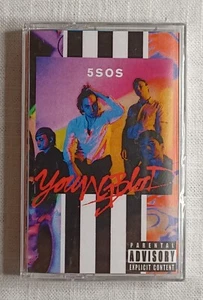 5SOS
Youngblood
PARENTAL
ADVISORY
EXPLICIT CONTENT